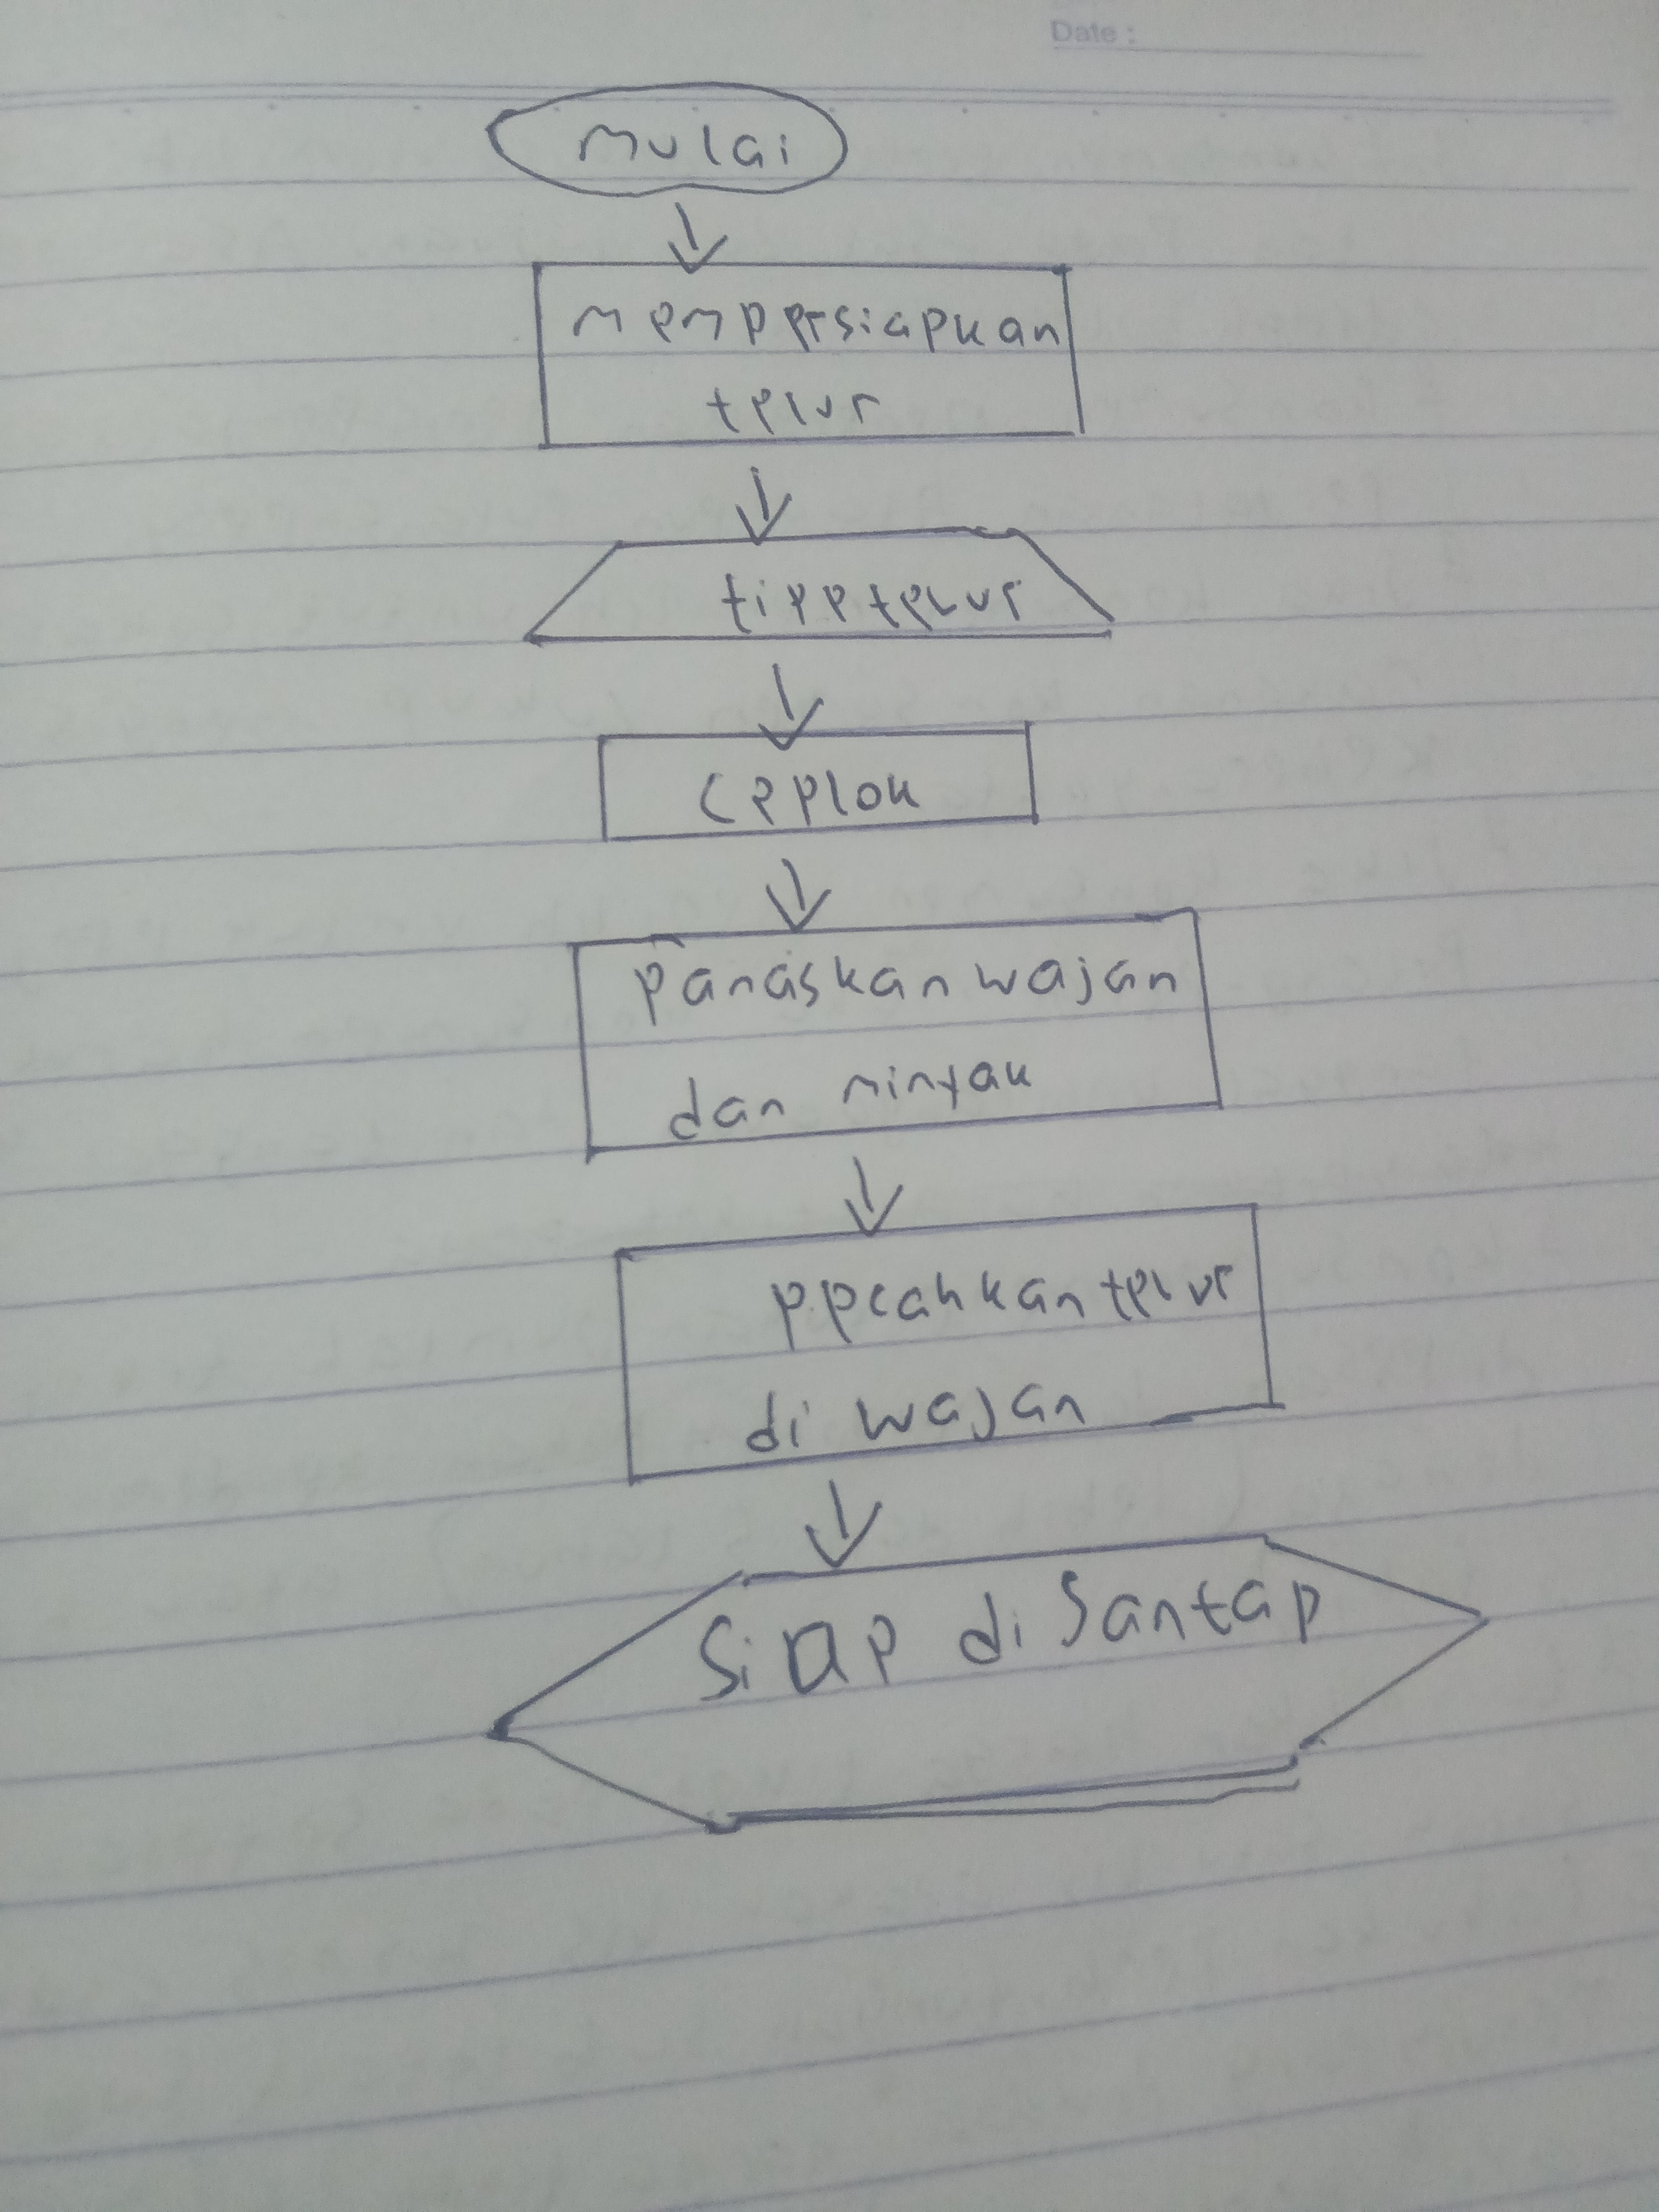 Date :
mulai
mempersiapkan
telur
tipe telur
ceplok
panaskan wajan
dan minyak
pecahkan telur
di wajan
Siap di Santap